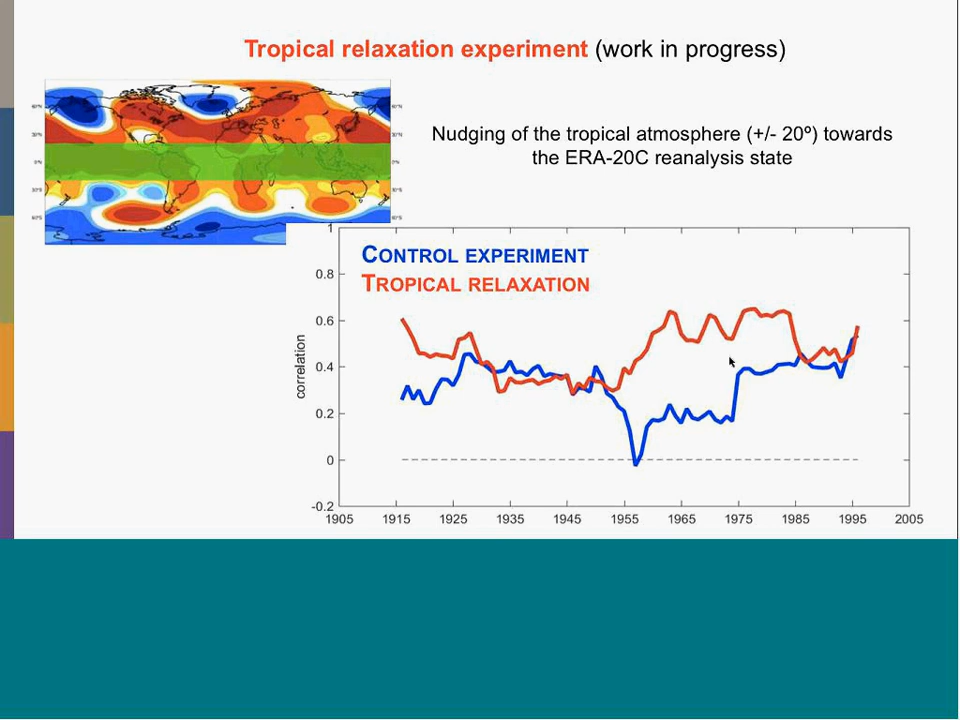 Tropical relaxation experiment (work in progress)
Nudging of the tropical atmosphere (+/- 20º) towards
the ERA-20C reanalysis state
CONTROL EXPERIMENT
TROPICAL RELAXATION
correlation
1
0.8
0.6
0.4
0.2
0
-0.2
1905 1915 1925 1935 1945 1955 1965 1975 1985 1995 2005